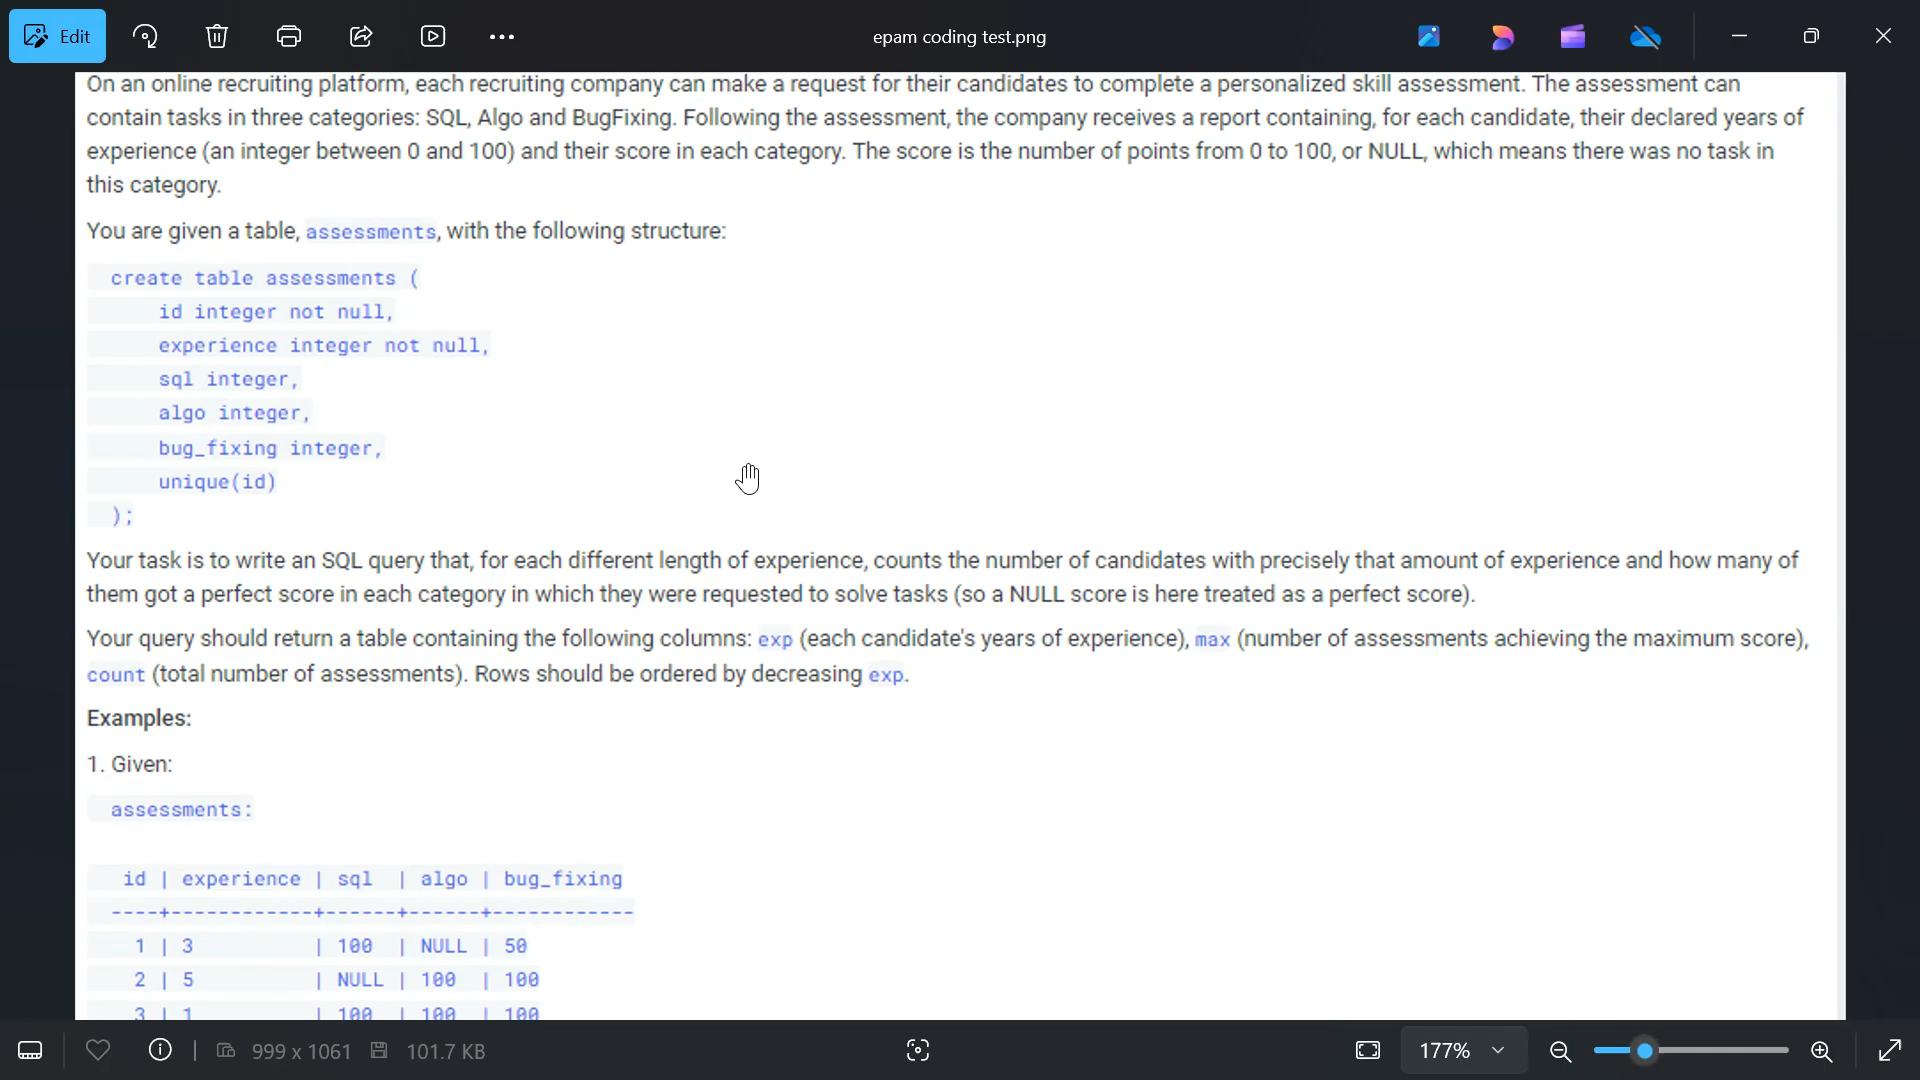 Edit
epam coding test.png
On an online recruiting platform, each recruiting company can make a request for their candidates to complete a personalized skill assessment. The assessment can
contain tasks in three categories: SQL, Algo and BugFixing. Following the assessment, the company receives a report containing, for each candidate, their declared years of
experience (an integer between 0 and 100) and their score in each category. The score is the number of points from 0 to 100, or NULL, which means there was no task in
this category.
You are given a table, assessments, with the following structure:
create table assessments (
id integer not null,
experience integer not null,
sql integer,
algo integer,
bug_fixing integer,
unique(id)
);
Your task is to write an SQL query that, for each different length of experience, counts the number of candidates with precisely that amount of experience and how many of
them got a perfect score in each category in which they were requested to solve tasks (so a NULL score is here treated as a perfect score).
Your query should return a table containing the following columns: exp (each candidate's years of experience), max (number of assessments achieving the maximum score),
count (total number of assessments). Rows should be ordered by decreasing exp.
Examples:
1. Given:
assessments:
id | experience | sql | algo | bug_fixing
----+------------+------+------+------------
1 | 3 | 100 | NULL | 50
2 | 5 | NULL | 100 | 100
3 | 1 | 100 | 100 | 100
999 x 1061
101.7 KB
177%